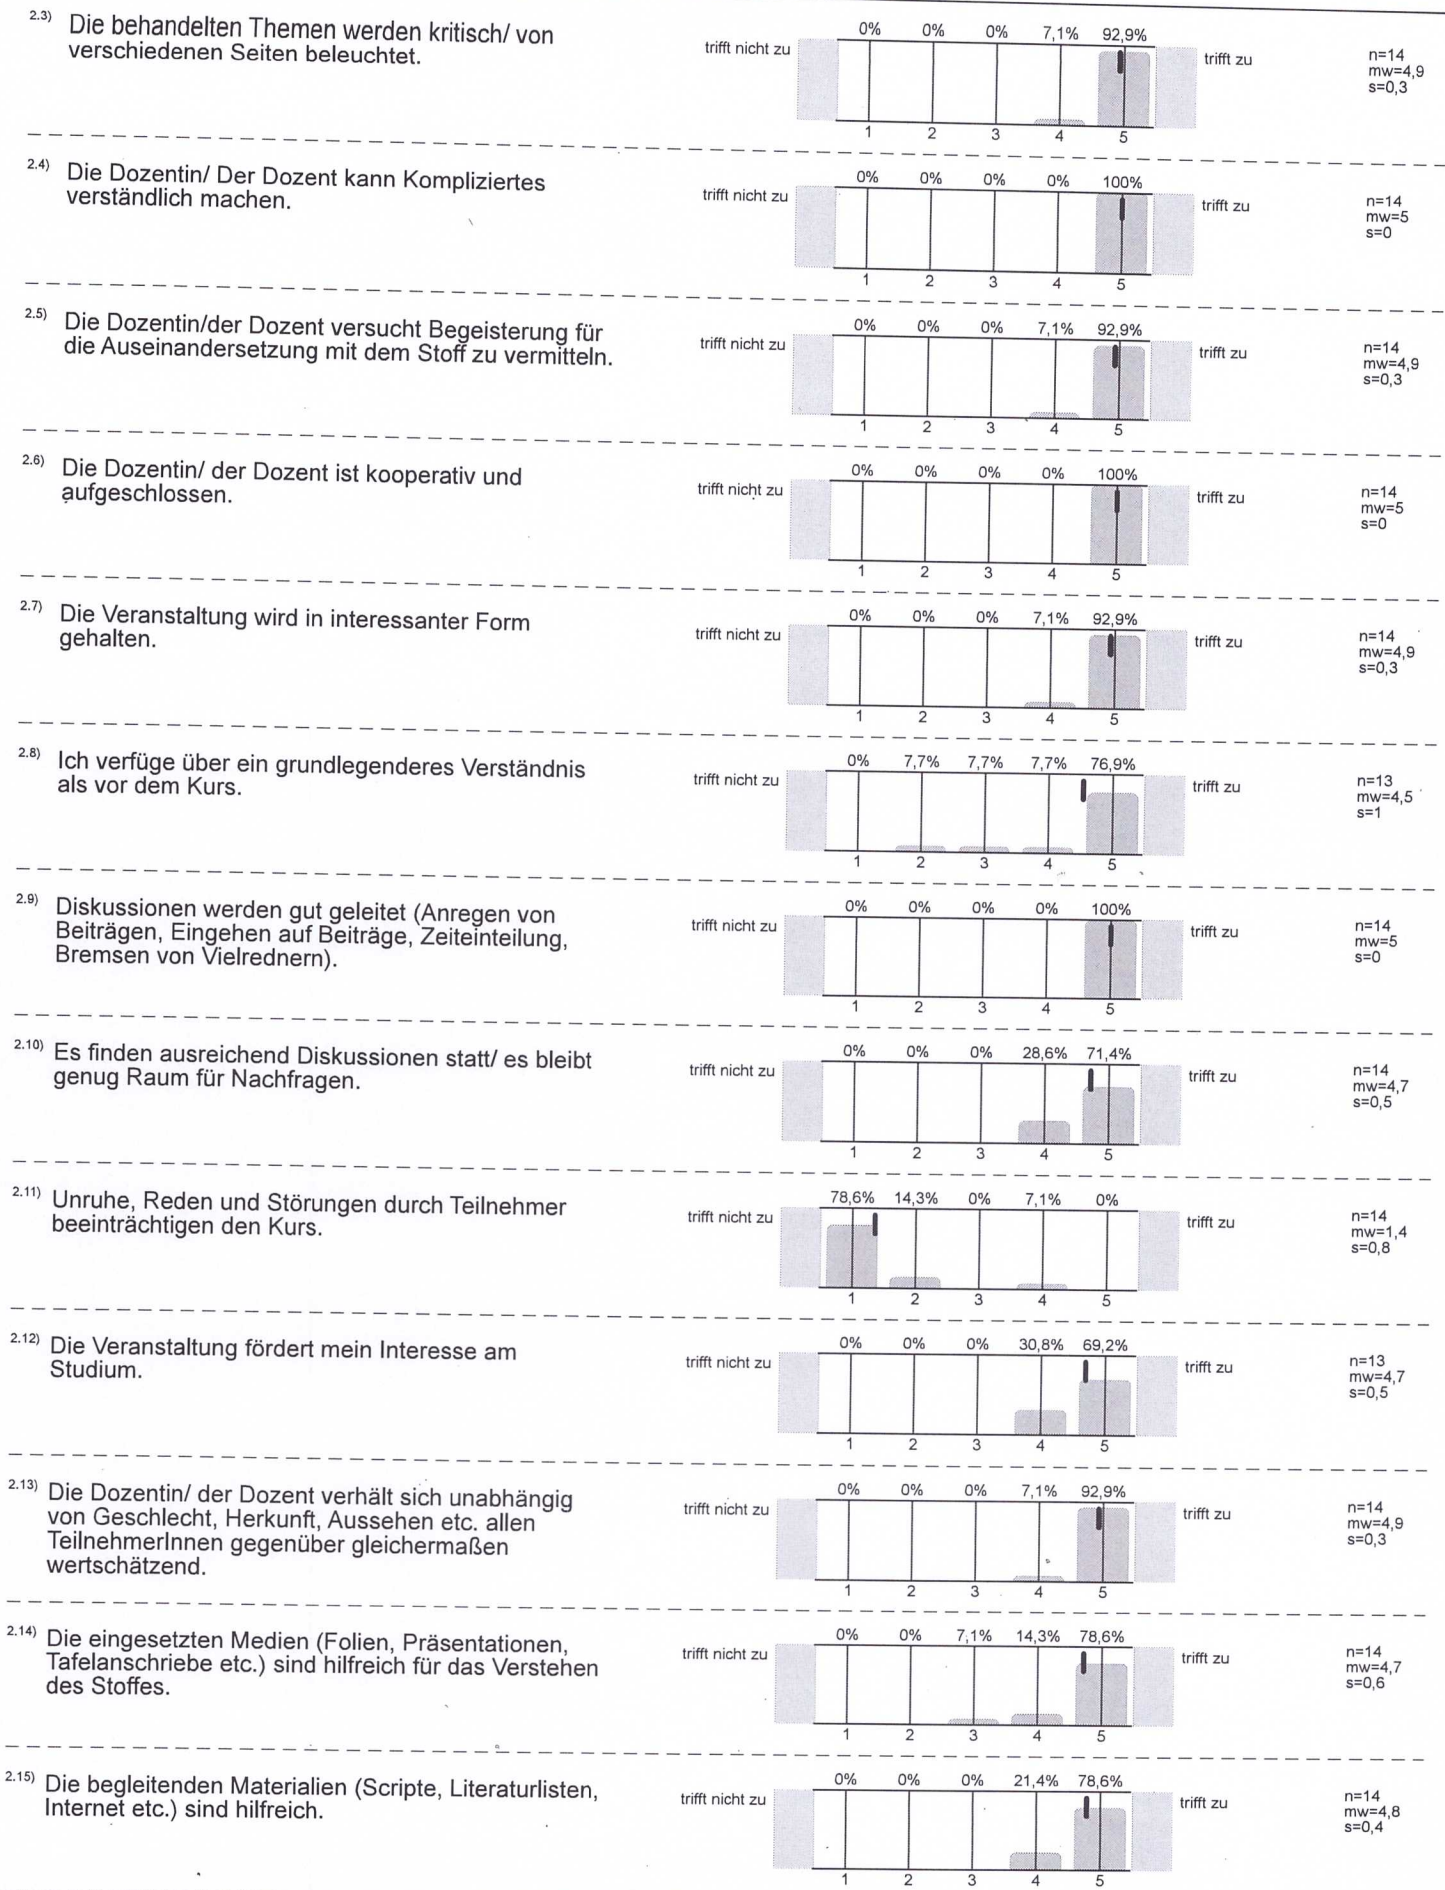 2.3) Die behandelten Themen werden kritisch/ von
verschiedenen Seiten beleuchtet.
trifft nicht zu
0% 0% 0% 7,1% 92,9%
1 2 3 4 5
trifft zu
n=14
mw=4,9
s=0,3
2.4) Die Dozentin/ Der Dozent kann Kompliziertes
verständlich machen.
trifft nicht zu
0% 0% 0% 0% 100%
1 2 3 4 5
trifft zu
n=14
mw=5
s=0
2.5) Die Dozentin/der Dozent versucht Begeisterung für
die Auseinandersetzung mit dem Stoff zu vermitteln.
trifft nicht zu
0% 0% 0% 7,1% 92,9%
1 2 3 4 5
trifft zu
n=14
mw=4,9
s=0,3
2.6) Die Dozentin/ der Dozent ist kooperativ und
aufgeschlossen.
trifft nicht zu
0% 0% 0% 0% 100%
1 2 3 4 5
trifft zu
n=14
mw=5
s=0
2.7) Die Veranstaltung wird in interessanter Form
gehalten.
trifft nicht zu
0% 0% 0% 7,1% 92,9%
1 2 3 4 5
trifft zu
n=14
mw=4,9
s=0,3
2.8) Ich verfüge über ein grundlegenderes Verständnis
als vor dem Kurs.
trifft nicht zu
0% 7,7% 7,7% 7,7% 76,9%
1 2 3 4 5
trifft zu
n=13
mw=4,5
s=1
2.9) Diskussionen werden gut geleitet (Anregen von
Beiträgen, Eingehen auf Beiträge, Zeiteinteilung,
Bremsen von Vielrednern).
trifft nicht zu
0% 0% 0% 0% 100%
1 2 3 4 5
trifft zu
n=14
mw=5
s=0
2.10) Es finden ausreichend Diskussionen statt/ es bleibt
genug Raum für Nachfragen.
trifft nicht zu
0% 0% 0% 28,6% 71,4%
1 2 3 4 5
trifft zu
n=14
mw=4,7
s=0,5
2.11) Unruhe, Reden und Störungen durch Teilnehmer
beeinträchtigen den Kurs.
trifft nicht zu
78,6% 14,3% 0% 7,1% 0%
1 2 3 4 5
trifft zu
n=14
mw=1,4
s=0,8
2.12) Die Veranstaltung fördert mein Interesse am
Studium.
trifft nicht zu
0% 0% 0% 30,8% 69,2%
1 2 3 4 5
trifft zu
n=13
mw=4,7
s=0,5
2.13) Die Dozentin/ der Dozent verhält sich unabhängig
von Geschlecht, Herkunft, Aussehen etc. allen
TeilnehmerInnen gegenüber gleichermaßen
wertschätzend.
trifft nicht zu
0% 0% 0% 7,1% 92,9%
1 2 3 4 5
trifft zu
n=14
mw=4,9
s=0,3
2.14) Die eingesetzten Medien (Folien, Präsentationen,
Tafelanschriebe etc.) sind hilfreich für das Verstehen
des Stoffes.
trifft nicht zu
0% 0% 7,1% 14,3% 78,6%
1 2 3 4 5
trifft zu
n=14
mw=4,7
s=0,6
2.15) Die begleitenden Materialien (Scripte, Literaturlisten,
Internet etc.) sind hilfreich.
trifft nicht zu
0% 0% 0% 21,4% 78,6%
1 2 3 4 5
trifft zu
n=14
mw=4,8
s=0,4